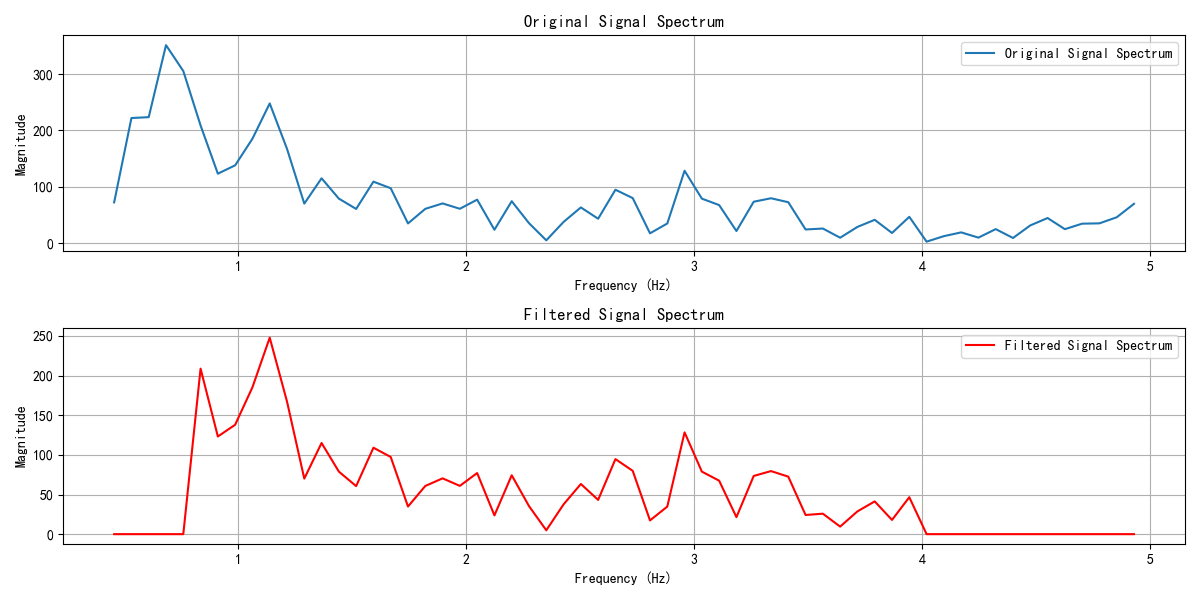 Original Signal Spectrum
Original Signal Spectrum
Magnitude
300
200
100
0
1 2 3 4 5
Frequency (Hz)
Filtered Signal Spectrum
Filtered Signal Spectrum
Magnitude
250
200
150
100
50
0
1 2 3 4 5
Frequency (Hz)